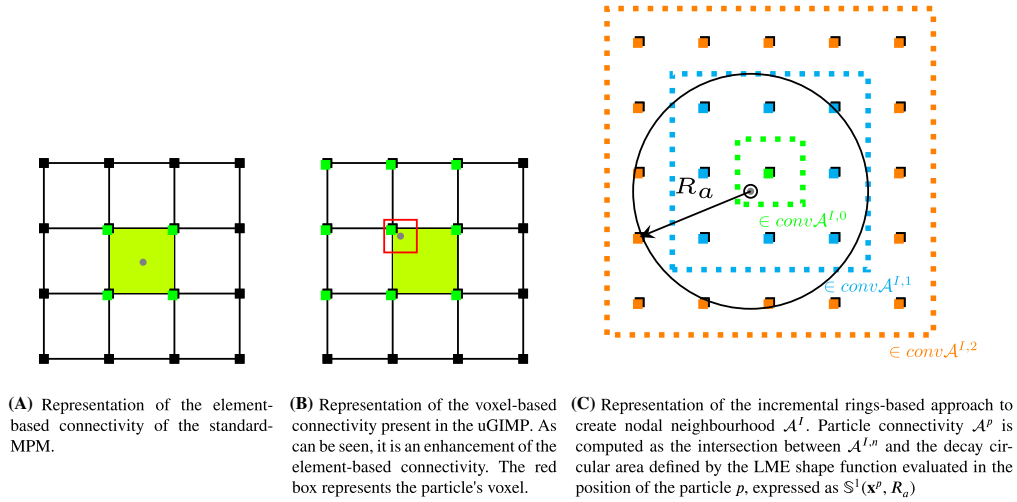 R_a
∈ conv𝒜^{I,0}
∈ conv𝒜^{I,1}
∈ conv𝒜^{I,2}
(A) Representation of the element-
based connectivity of the standard-
MPM.
(B) Representation of the voxel-based
connectivity present in the uGIMP. As
can be seen, it is an enhancement of the
element-based connectivity. The red
box represents the particle's voxel.
(C) Representation of the incremental rings-based approach to
create nodal neighbourhood 𝒜^I. Particle connectivity 𝒜^p is
computed as the intersection between 𝒜^{I,n} and the decay cir-
cular area defined by the LME shape function evaluated in the
position of the particle p, expressed as 𝕊^1(x^p, R_a)